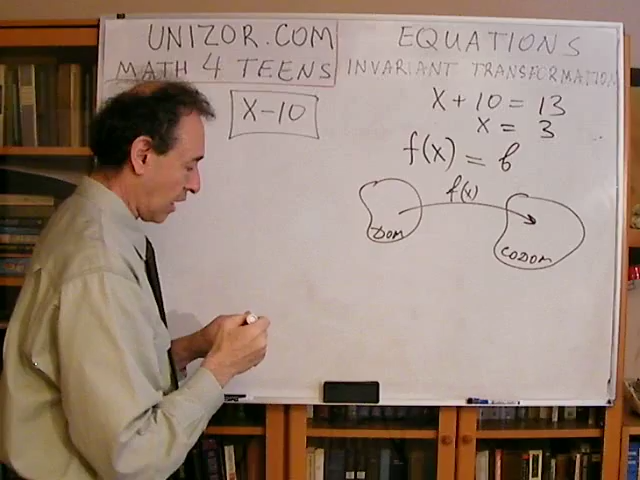 UNIZOR.COM
MATH 4 TEENS
EQUATIONS
INVARIANT TRANSFORMATION
X-10
X + 10 = 13
x = 3
f(x) = b
f(x)
DOM
CODOM